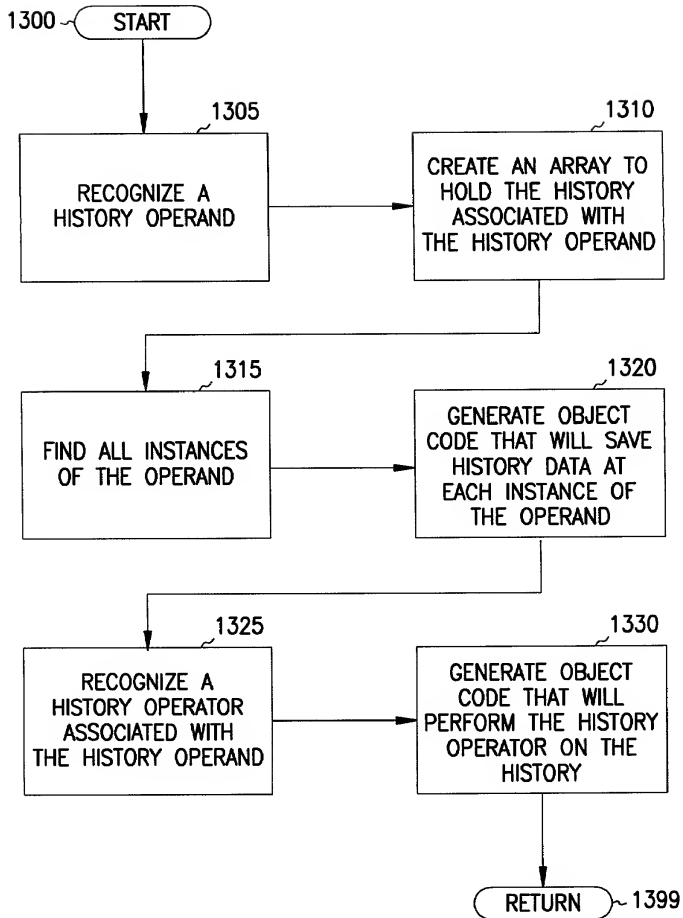 1300
START
1305
RECOGNIZE A
HISTORY OPERAND
1310
CREATE AN ARRAY TO
HOLD THE HISTORY
ASSOCIATED WITH
THE HISTORY OPERAND
1315
FIND ALL INSTANCES
OF THE OPERAND
1320
GENERATE OBJECT
CODE THAT WILL SAVE
HISTORY DATA AT
EACH INSTANCE OF
THE OPERAND
1325
RECOGNIZE A
HISTORY OPERATOR
ASSOCIATED WITH
THE HISTORY OPERAND
1330
GENERATE OBJECT
CODE THAT WILL
PERFORM THE HISTORY
OPERATOR ON THE
HISTORY
RETURN
1399